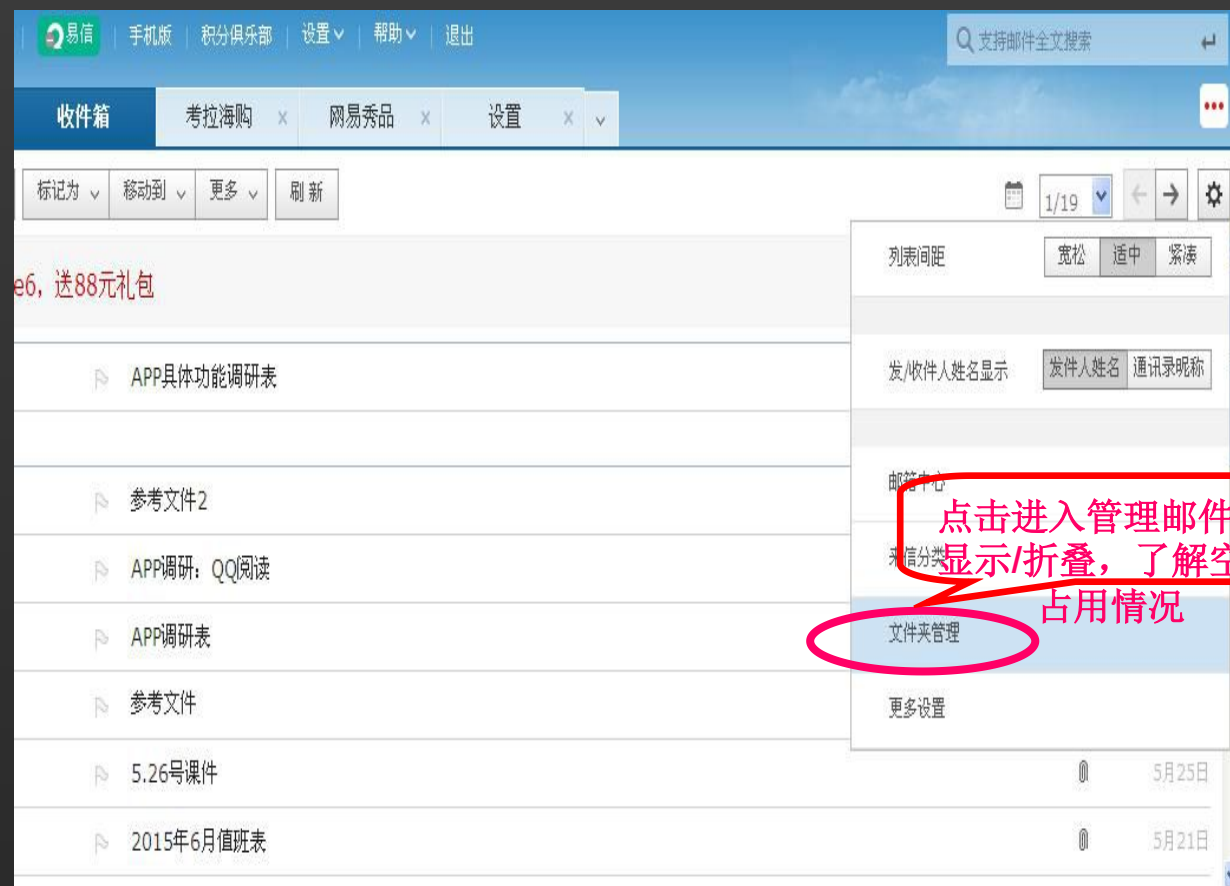 易信 手机版 积分俱乐部 设置 帮助 退出
支持邮件全文搜索
收件箱 考拉海购 × 网易秀品 × 设置 ×
标记为 移动到 更多 刷 新
1/19
列表间距 宽松 适中 紧凑
e6, 送88元礼包
APP具体功能调研表
发/收件人姓名显示 发件人姓名 通讯录昵称
邮箱中心
参考文件2
点击进入管理邮件
显示/折叠，了解空
占用情况
来信分类
APP调研：QQ阅读
文件夹管理
APP调研表
参考文件
更多设置
5.26号课件 5月25日
2015年6月值班表 5月21日